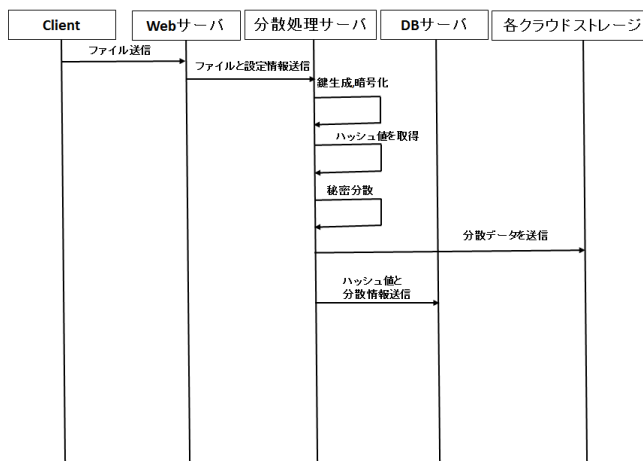 Client
Webサーバ
分散処理サーバ
DBサーバ
各クラウドストレージ
ファイル送信
ファイルと設定情報送信
鍵生成,暗号化
ハッシュ値を取得
秘密分散
分散データを送信
ハッシュ値と
分散情報送信